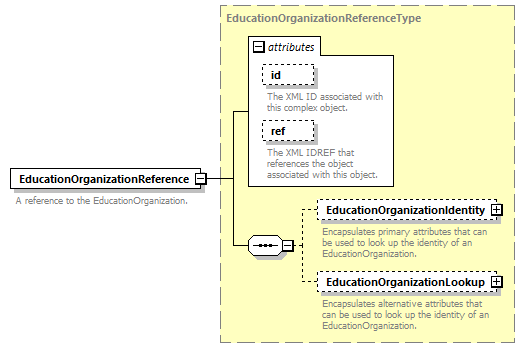 EducationOrganizationReferenceType
attributes
id
The XML ID associated with
this complex object.
ref
The XML IDREF that
references the object
associated with this object.
EducationOrganizationReference
A reference to the EducationOrganization.
EducationOrganizationIdentity
Encapsulates primary attributes that can
be used to look up the identity of an
EducationOrganization.
EducationOrganizationLookup
Encapsulates alternative attributes that
can be used to look up the identity of an
EducationOrganization.